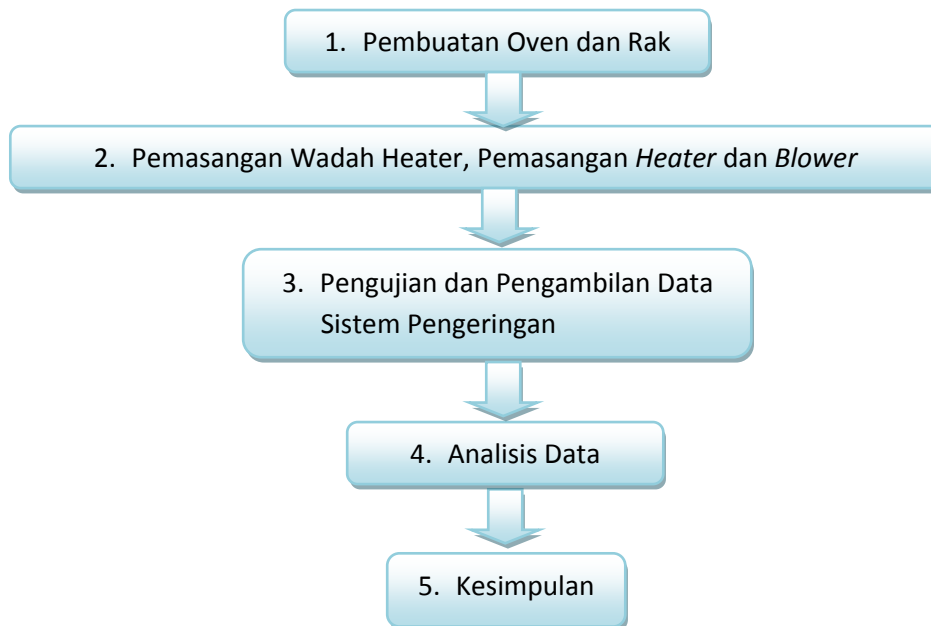 1. Pembuatan Oven dan Rak
2. Pemasangan Wadah Heater, Pemasangan Heater dan Blower
3. Pengujian dan Pengambilan Data
Sistem Pengeringan
4. Analisis Data
5. Kesimpulan